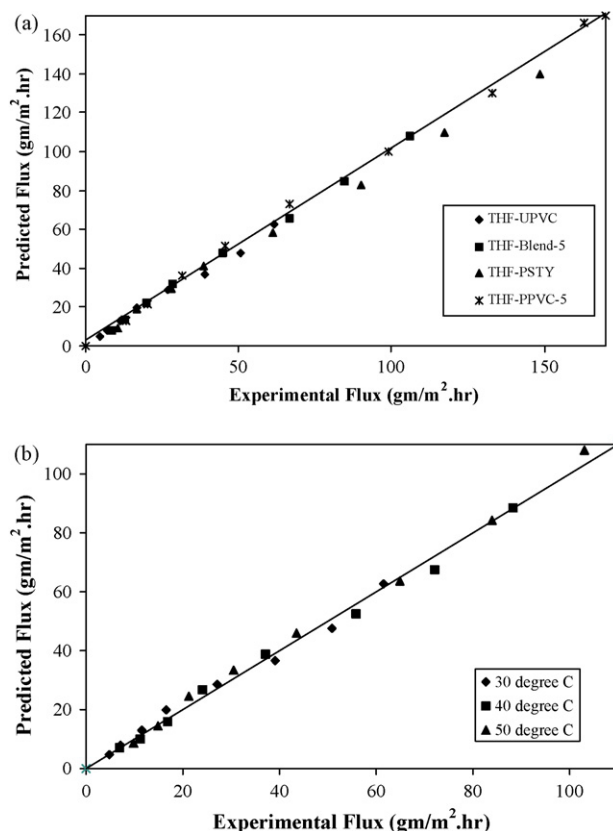 (a)
160
140
120
100
80
60
40
20
0
Predicted Flux (gm/m².hr)
0
50
100
150
Experimental Flux (gm/m².hr)
THF-UPVC
THF-Blend-5
THF-PSTY
THF-PPVC-5
(b)
100
80
60
40
20
0
Predicted Flux (gm/m².hr)
0
20
40
60
80
100
Experimental Flux (gm/m².hr)
30 degree C
40 degree C
50 degree C